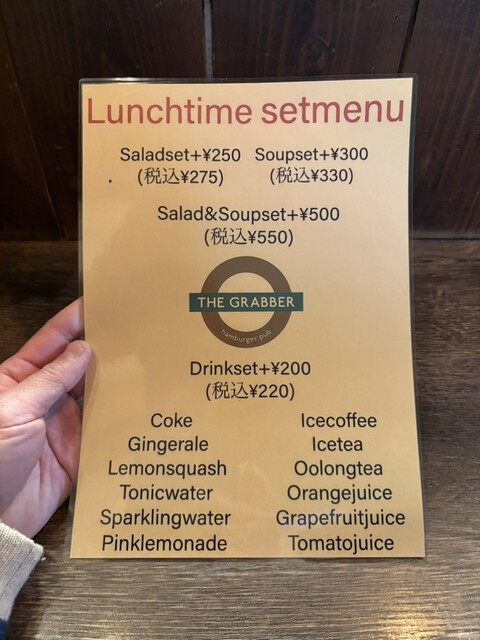 Lunchtime setmenu
Saladset+¥250 Soupset+¥300
(税込¥275) (税込¥330)
Salad&Soupset+¥500
(税込¥550)
THE GRABBER
hamburger pub
Drinkset+¥200
(税込¥220)
Coke Icecoffee
Gingerale Icetea
Lemonsquash Oolongtea
Tonicwater Orangejuice
Sparklingwater Grapefruitjuice
Pinklemonade Tomatojuice